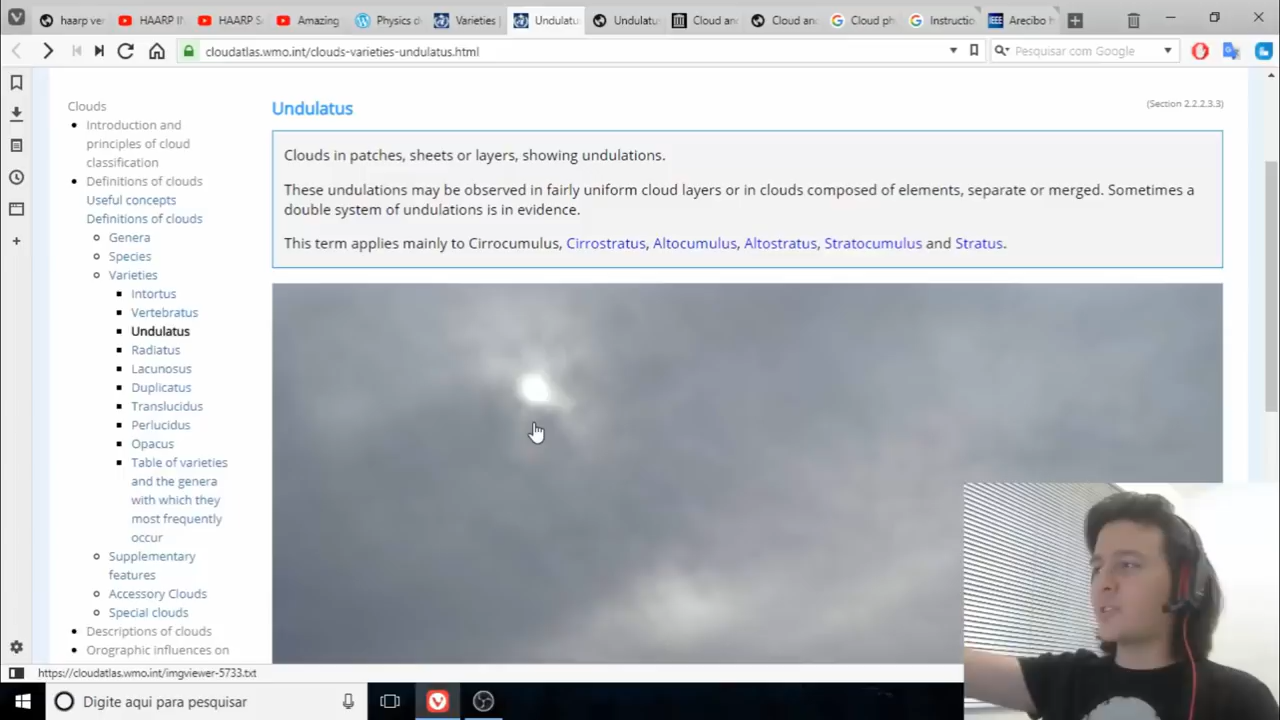 haarp ver
HAARP IN
HAARP S
Amazing
Physics d
Varieties |
Undulatu
Undulatu
Cloud an
Cloud an
Cloud ph
Instructio
IEEE
Arecibo h
cloudatlas.wmo.int/clouds-varieties-undulatus.html
Pesquisar com Google
Clouds
Introduction and
principles of cloud
classification
Definitions of clouds
Useful concepts
Definitions of clouds
Genera
Species
Varieties
Intortus
Vertebratus
Undulatus
Radiatus
Lacunosus
Duplicatus
Translucidus
Perlucidus
Opacus
Table of varieties
and the genera
with which they
most frequently
occur
Supplementary
features
Accessory Clouds
Special clouds
Descriptions of clouds
Orographic influences on
Undulatus
(Section 2.2.2.3.3)
Clouds in patches, sheets or layers, showing undulations.
These undulations may be observed in fairly uniform cloud layers or in clouds composed of elements, separate or merged. Sometimes a
double system of undulations is in evidence.
This term applies mainly to Cirrocumulus, Cirrostratus, Altocumulus, Altostratus, Stratocumulus and Stratus.
https://cloudatlas.wmo.int/imgviewer-5733.txt
Digite aqui para pesquisar